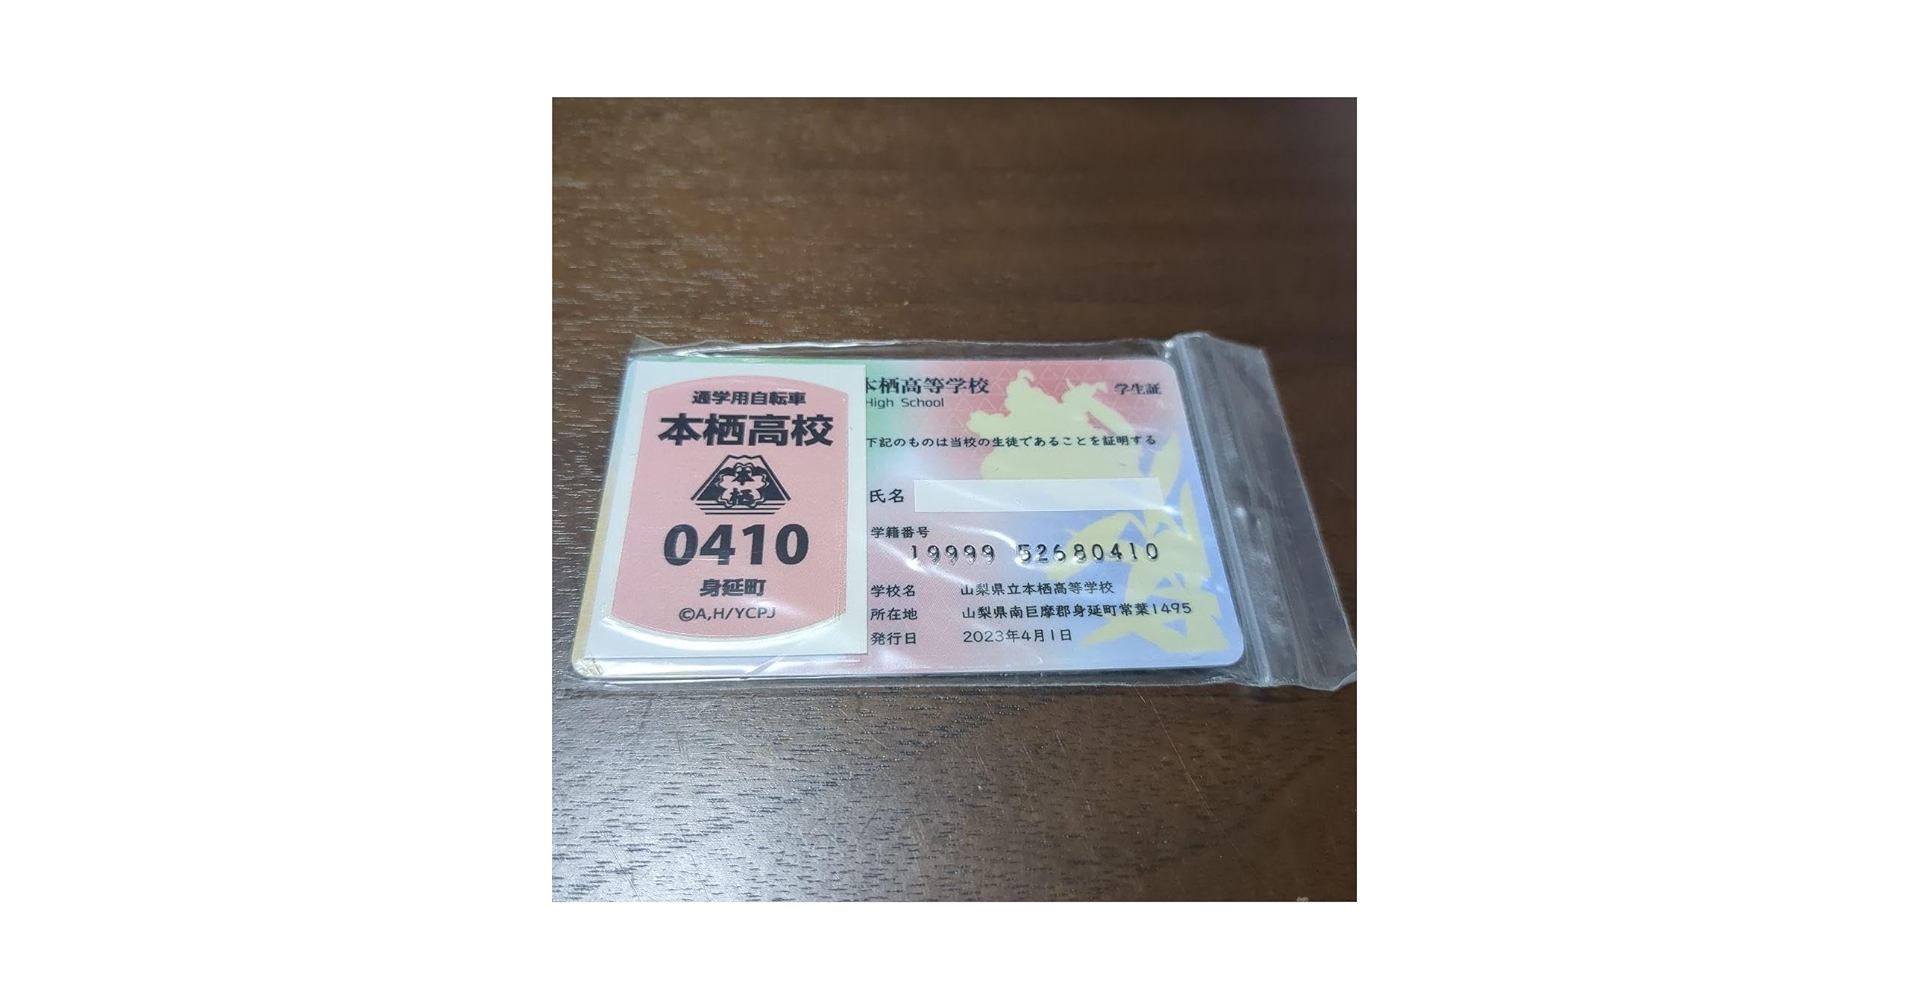 通学用自転車
本栖高校
本
栖
0410
身延町
©A,H/YCPJ
本栖高等学校
High School
学生証
下記のものは当校の生徒であることを証明する
氏名
学籍番号
19999 52680410
学校名 山梨県立本栖高等学校
所在地 山梨県南巨摩郡身延町常葉1495
発行日 2023年4月1日